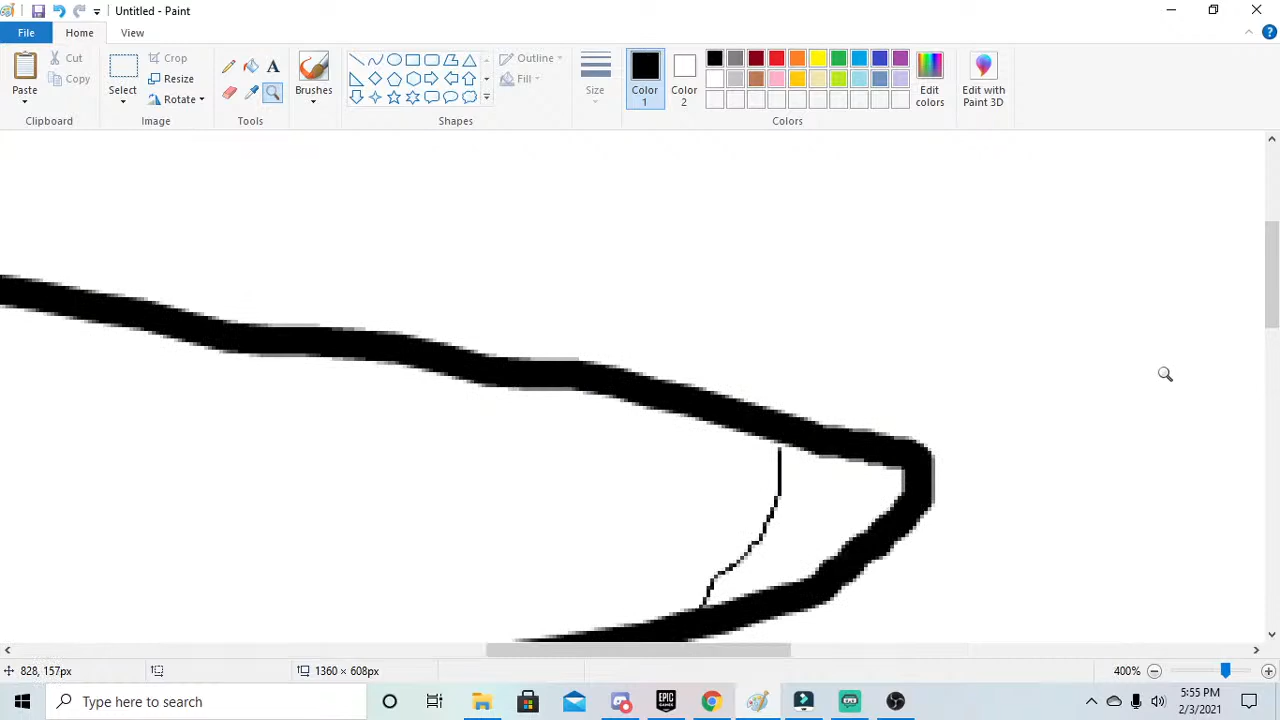 Untitled - Paint
File Home View
Cut
Copy
Paste
Clipboard
Crop
Resize
Rotate
Select
Image
A
Tools
Brushes
Outline
Fill
Shapes
Size
Color 1
Color 2
Edit colors
Edit with Paint 3D
Colors
828, 157px
1360 × 608px
400%
Type here to search
EPIC GAMES
5:55 PM
2/3/2021